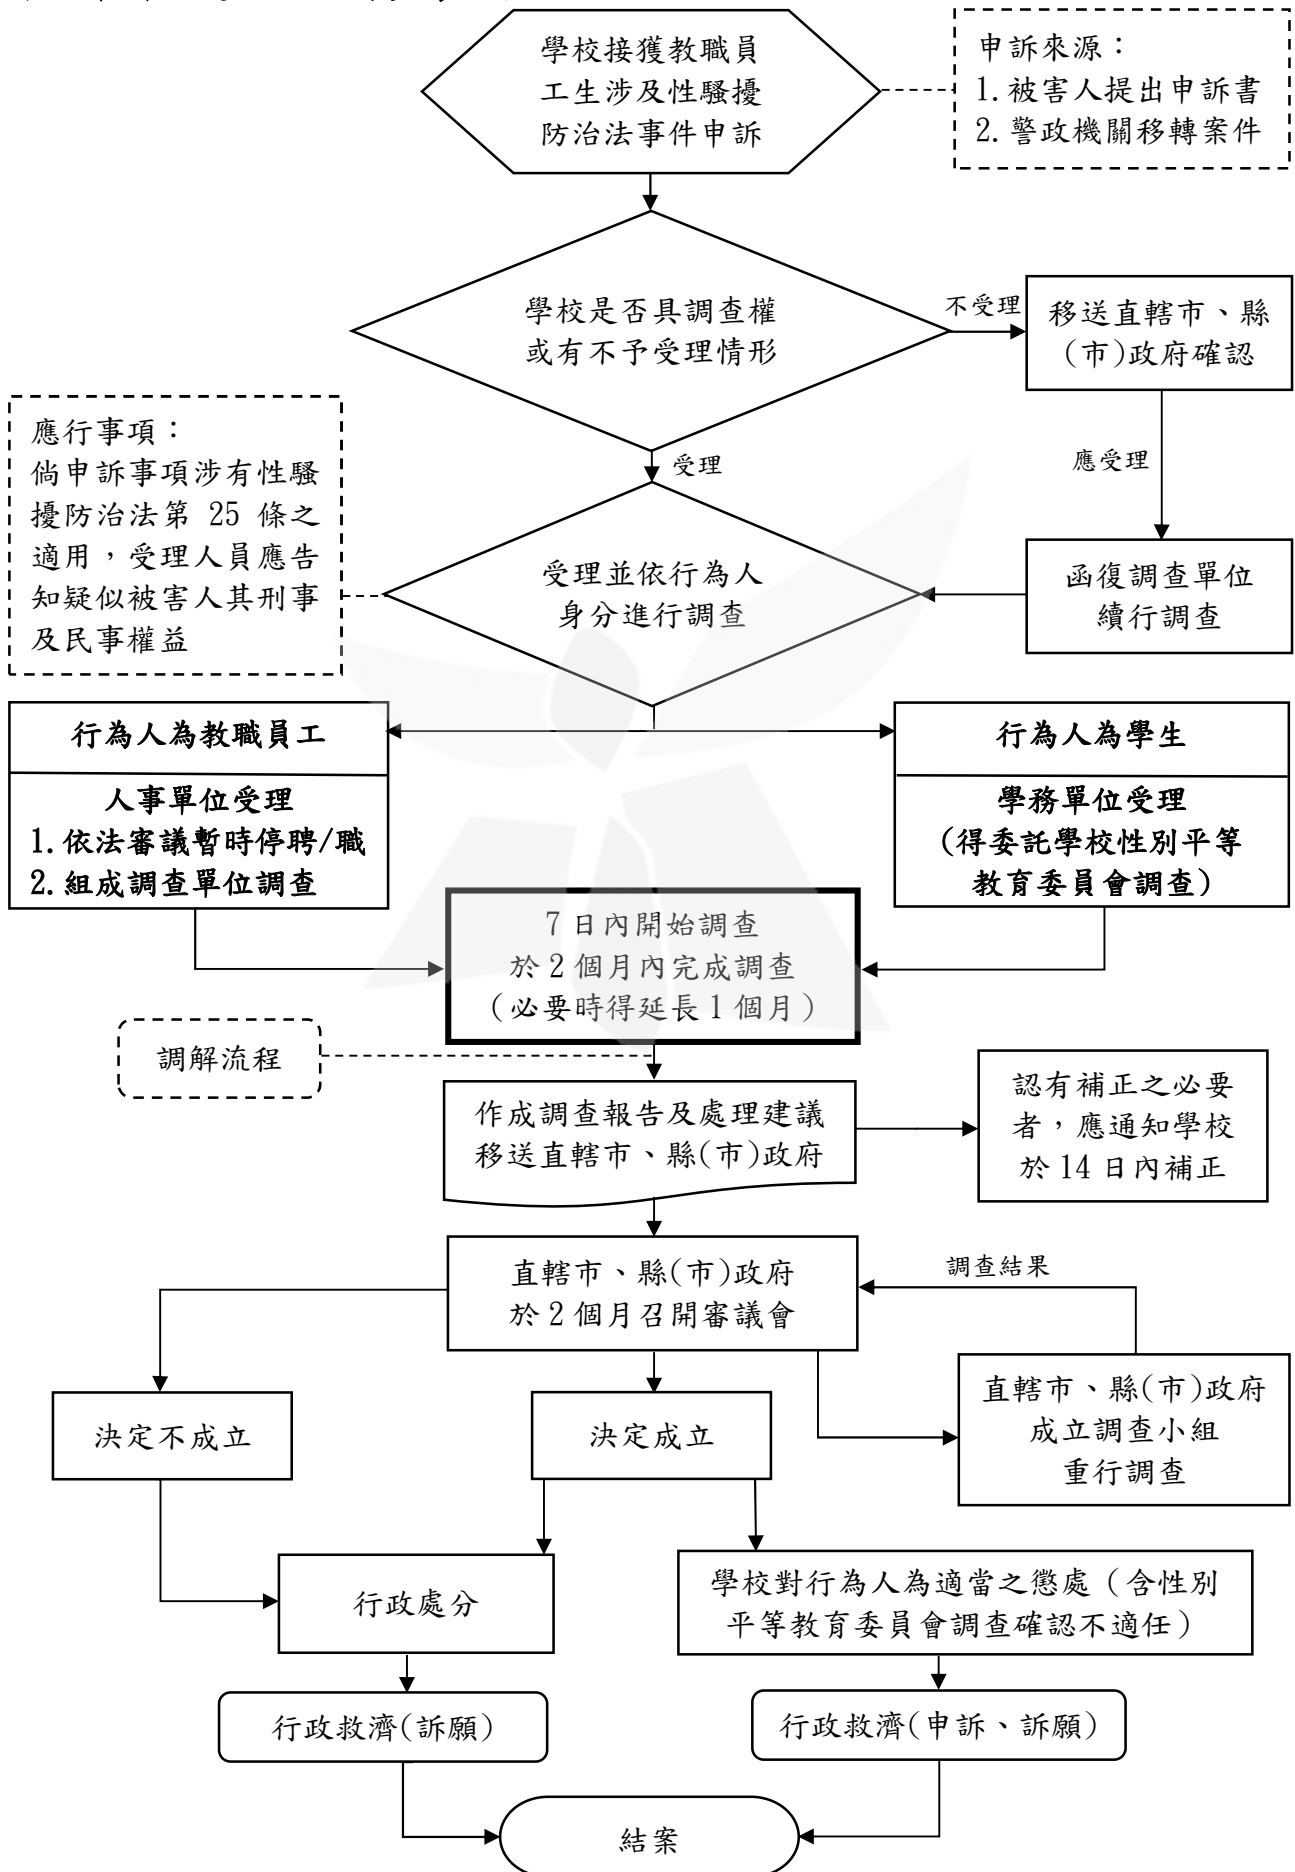 學校接獲教職員
工生涉及性騷擾
防治法事件申訴
申訴來源：
1.被害人提出申訴書
2.警政機關移轉案件
學校是否具調查權
或有不予受理情形
不受理
移送直轄市、縣
(市)政府確認
應行事項：
倘申訴事項涉有性騷
擾防治法第 25 條之
適用，受理人員應告
知疑似被害人其刑事
及民事權益
受理
應受理
受理並依行為人
身分進行調查
函復調查單位
續行調查
行為人為教職員工
人事單位受理
1.依法審議暫時停聘/職
2.組成調查單位調查
行為人為學生
學務單位受理
(得委託學校性別平等
教育委員會調查)
7 日內開始調查
於 2 個月內完成調查
（必要時得延長 1 個月）
調解流程
作成調查報告及處理建議
移送直轄市、縣(市)政府
認有補正之必要
者，應通知學校
於 14 日內補正
直轄市、縣(市)政府
於 2 個月召開審議會
調查結果
直轄市、縣(市)政府
成立調查小組
重行調查
決定不成立
決定成立
行政處分
學校對行為人為適當之懲處（含性別
平等教育委員會調查確認不適任）
行政救濟(訴願)
行政救濟(申訴、訴願)
結案